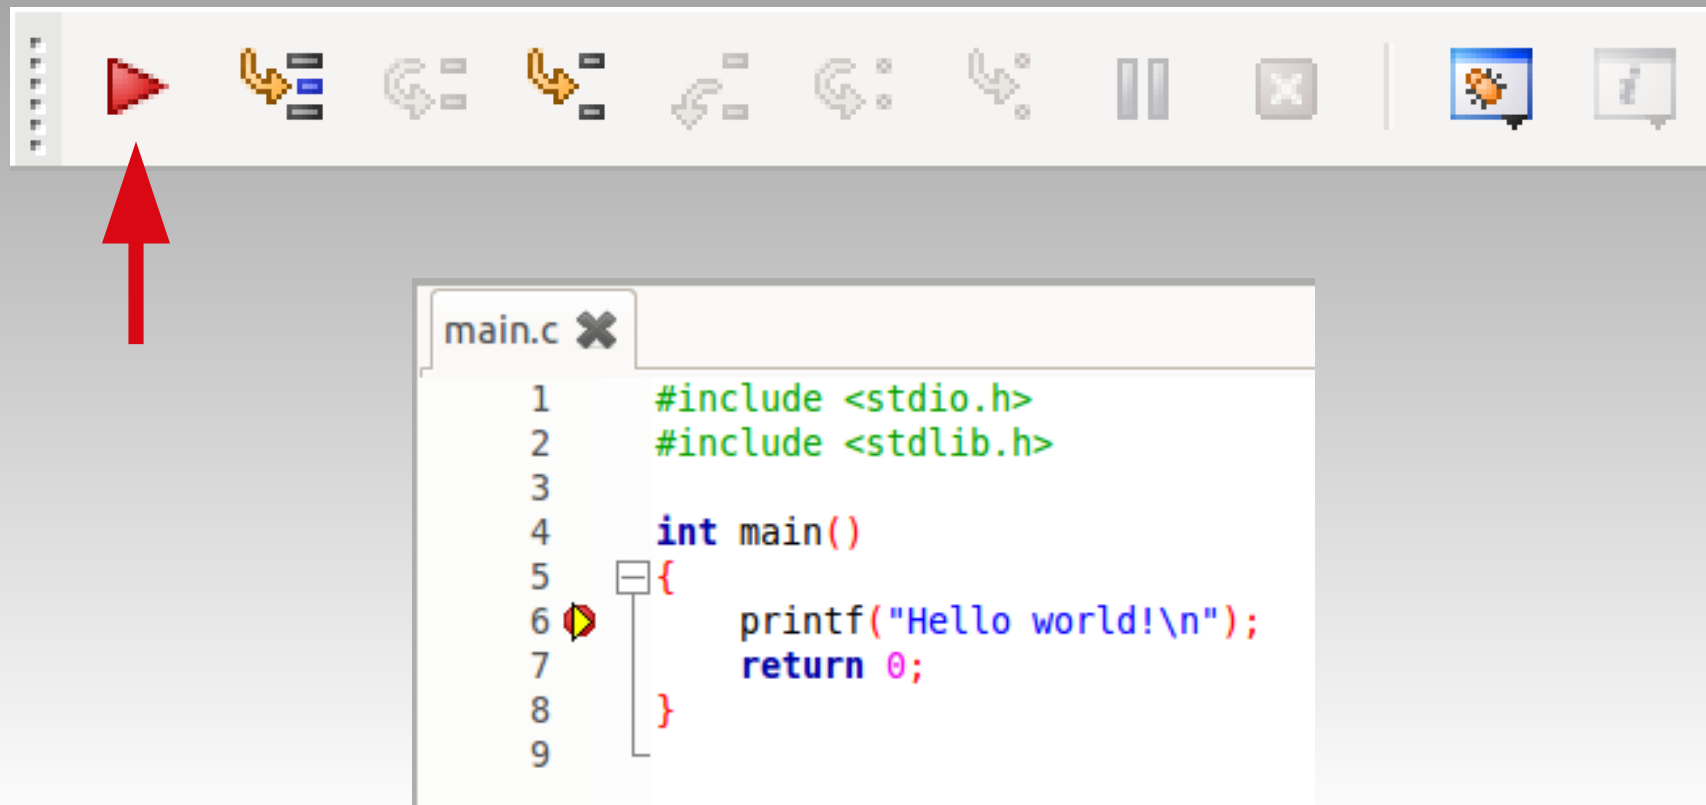 main.c
1 #include <stdio.h>
2 #include <stdlib.h>
3
4 int main()
5 {
6 printf("Hello world!\n");
7 return 0;
8 }
9